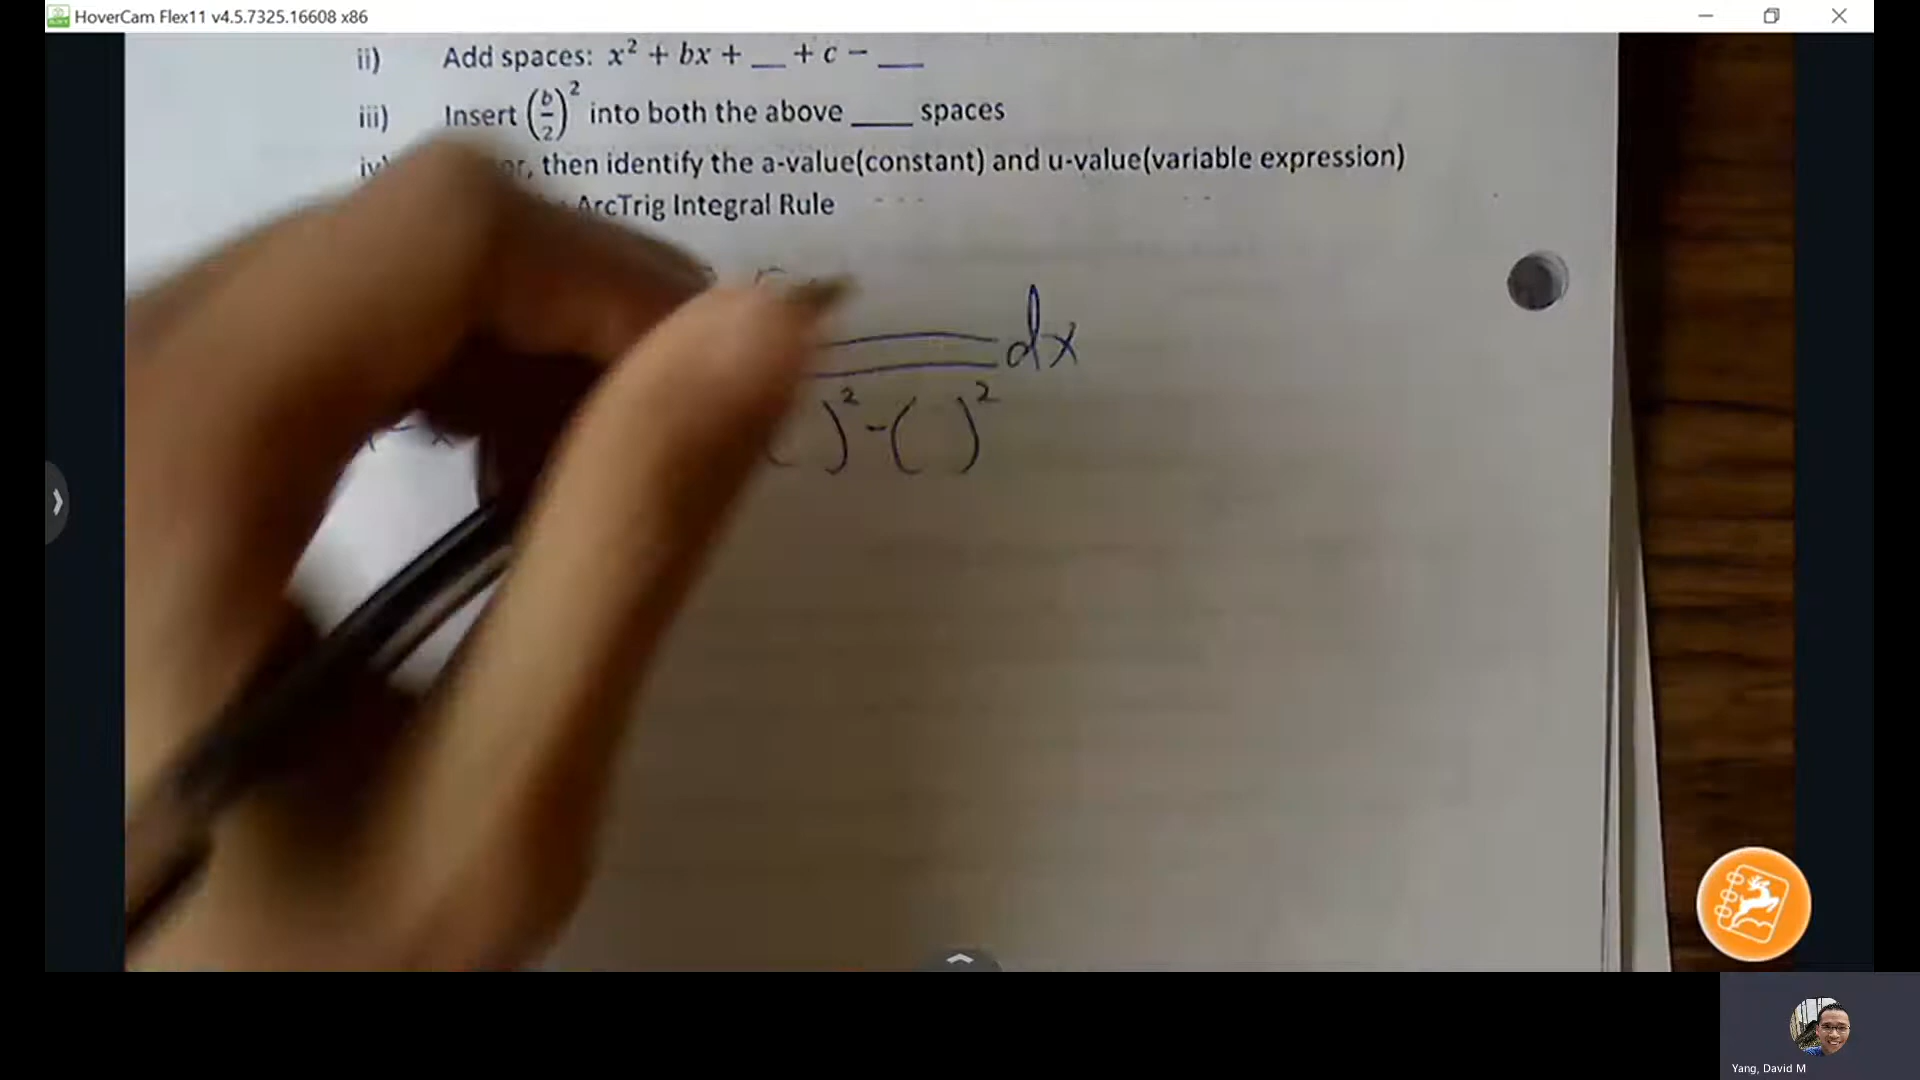 HoverCam Flex11 v4.5.7325.16608 x86
ii) Add spaces: x² + bx + __ + c − ___
iii) Insert (b/2)² into both the above ____ spaces
iv) then identify the a-value(constant) and u-value(variable expression)
ArcTrig Integral Rule
dx
( )² - ( )²
Yang, David M